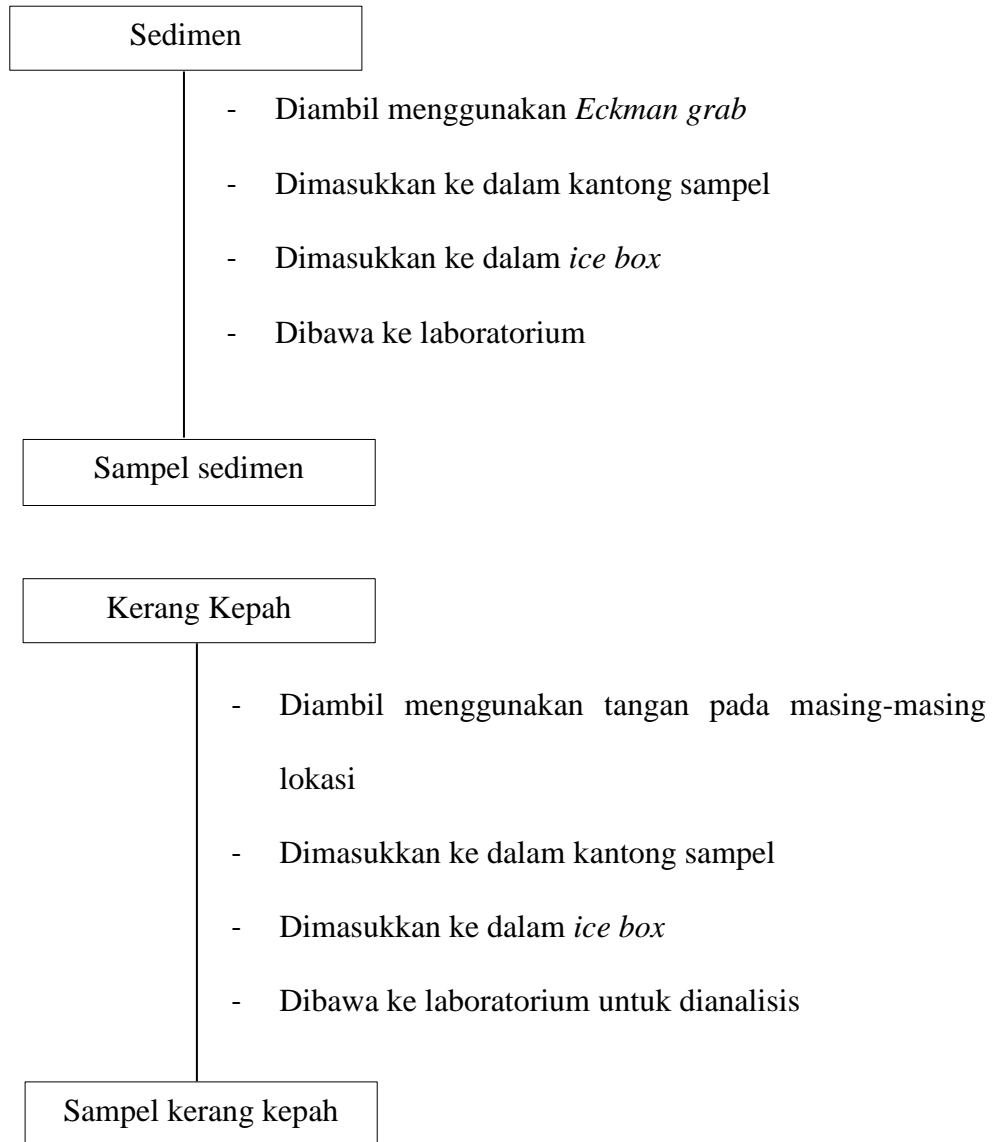 Sedimen
- Diambil menggunakan Eckman grab
- Dimasukkan ke dalam kantong sampel
- Dimasukkan ke dalam ice box
- Dibawa ke laboratorium
Sampel sedimen
Kerang Kepah
- Diambil menggunakan tangan pada masing-masing
lokasi
- Dimasukkan ke dalam kantong sampel
- Dimasukkan ke dalam ice box
- Dibawa ke laboratorium untuk dianalisis
Sampel kerang kepah